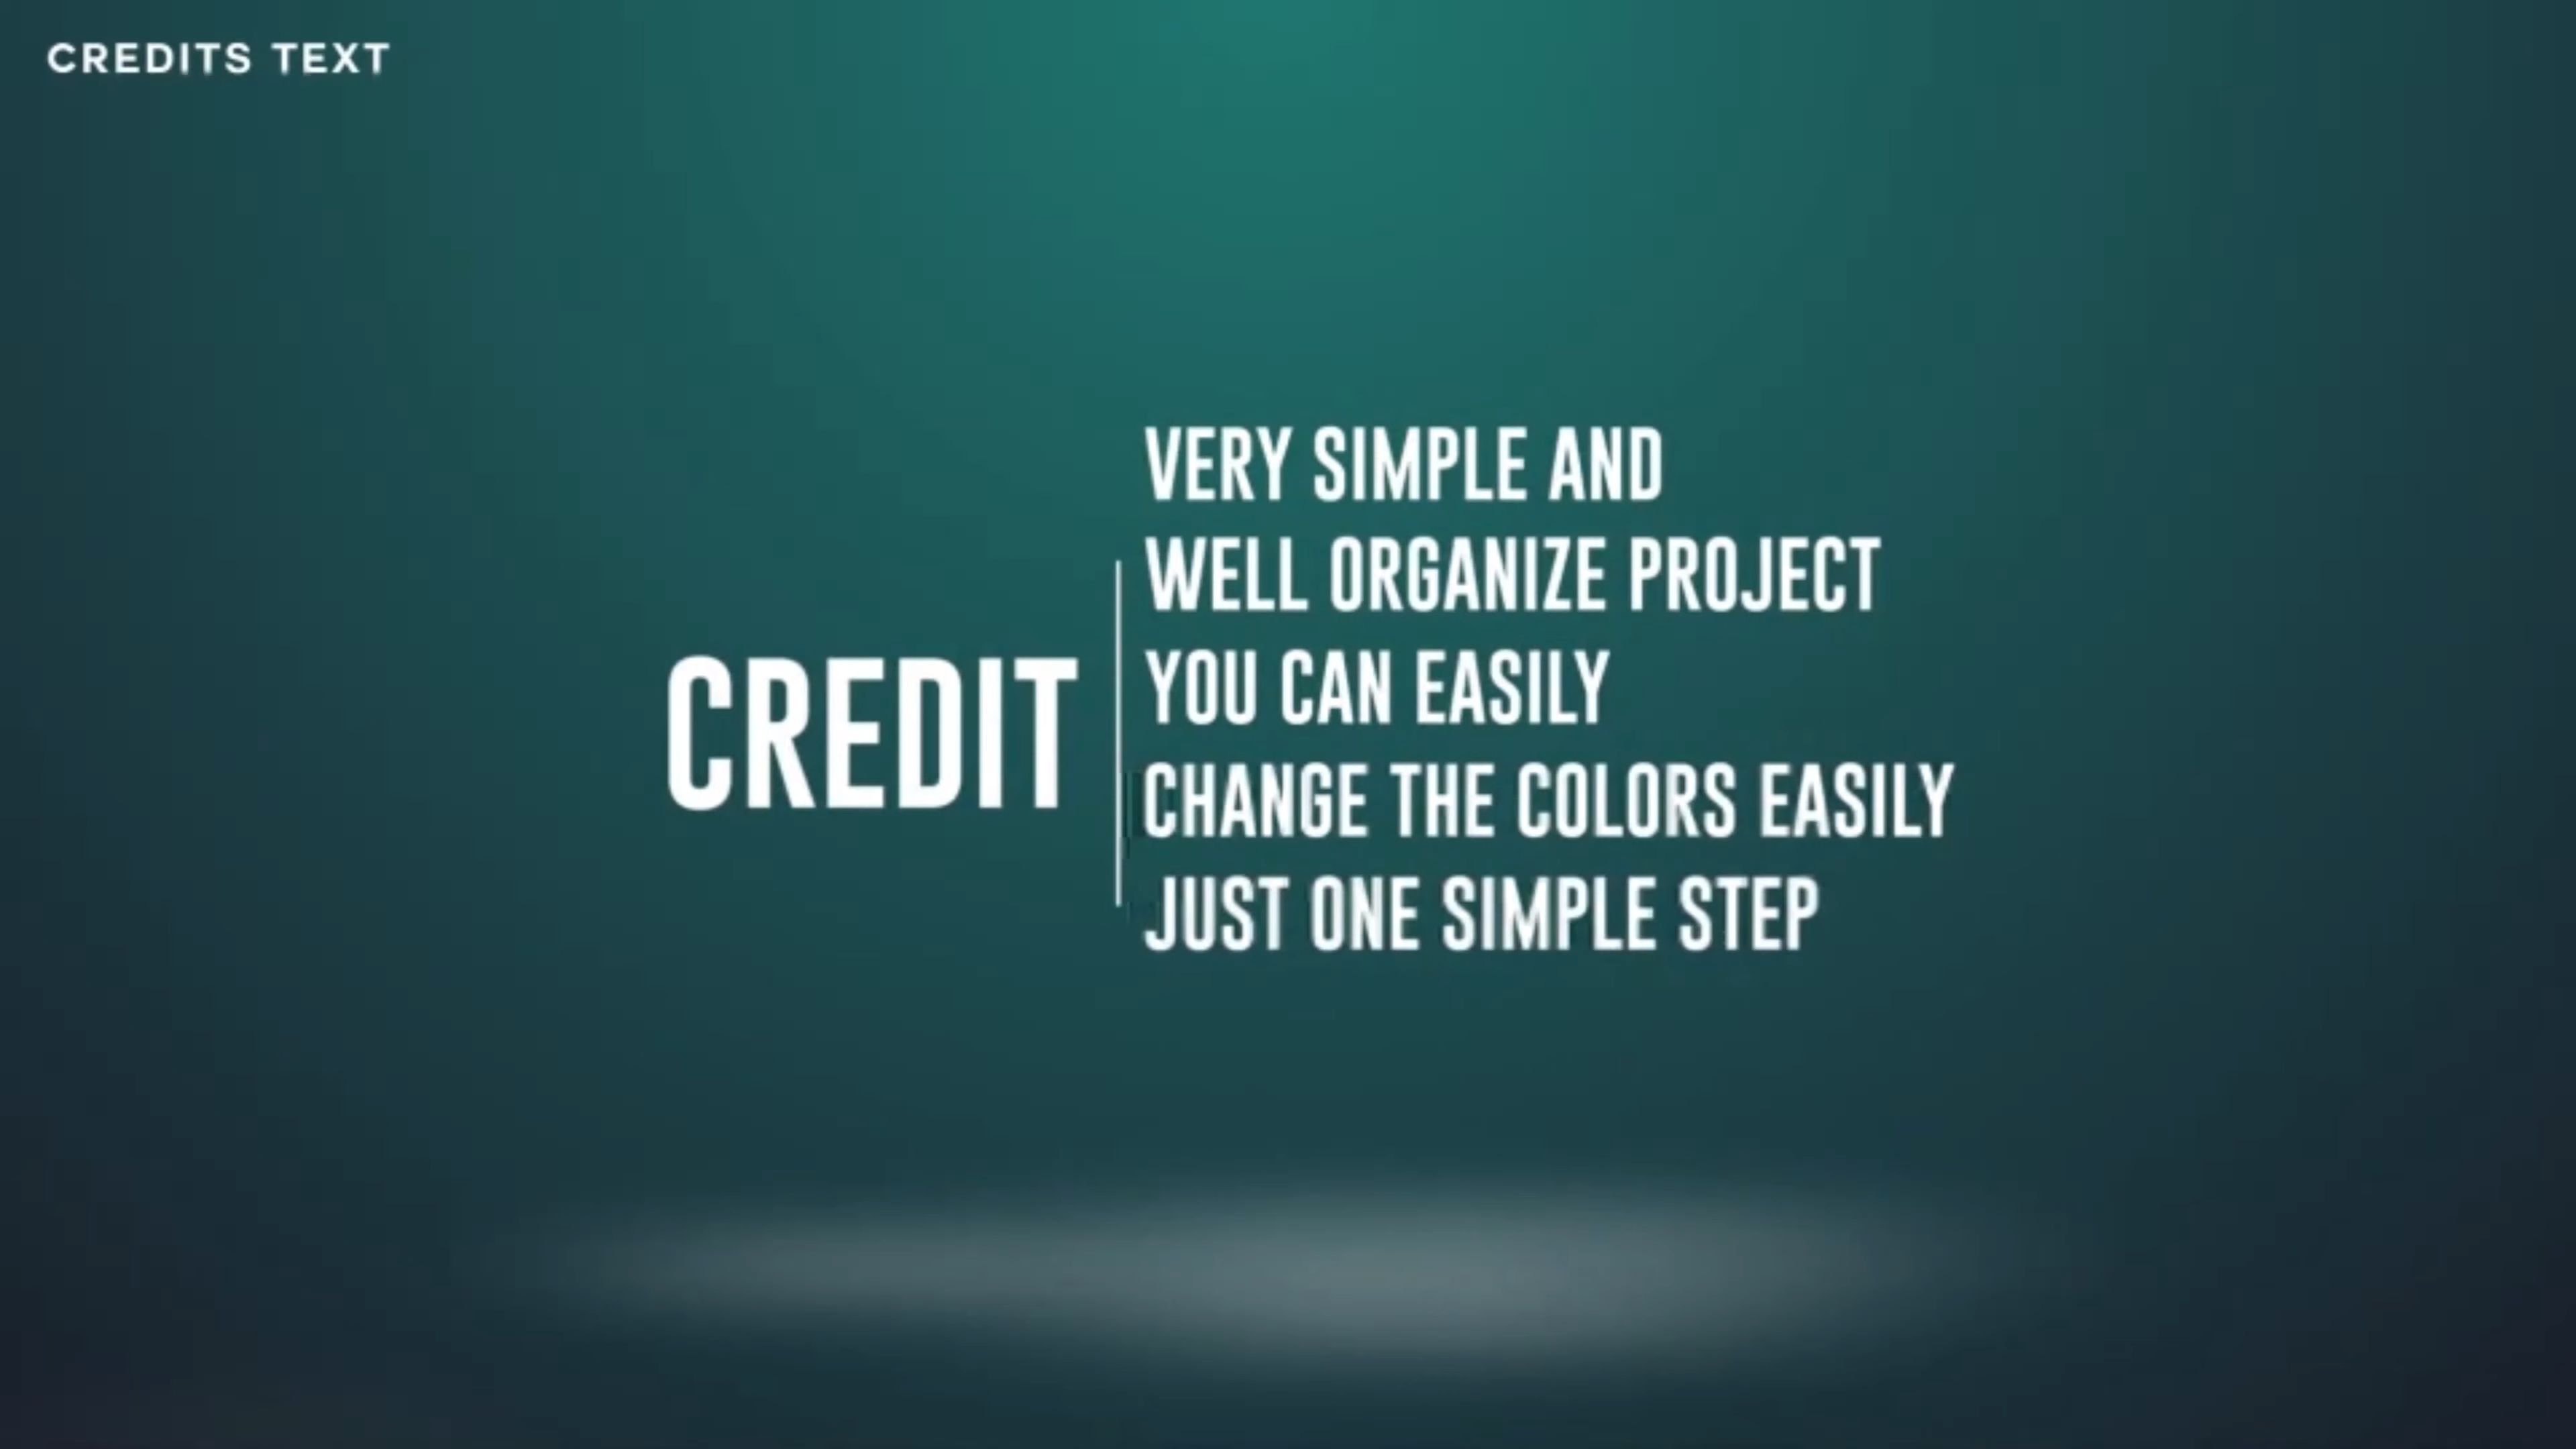 CREDITS TEXT
CREDIT
VERY SIMPLE AND
WELL ORGANIZE PROJECT
YOU CAN EASILY
CHANGE THE COLORS EASILY
JUST ONE SIMPLE STEP